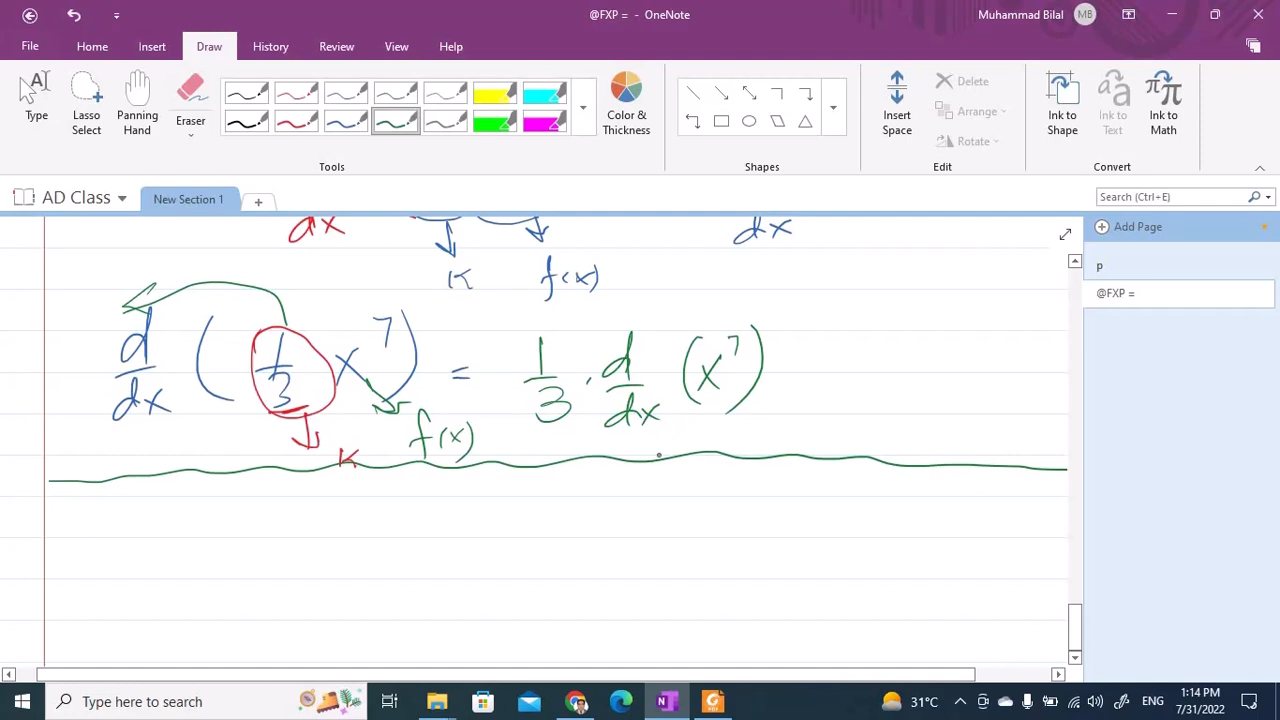 @FXP = - OneNote
Muhammad Bilal MB
File Home Insert Draw History Review View Help
Type
Lasso Select
Panning Hand
Eraser
Color & Thickness
Insert Space
Delete
Arrange
Rotate
Ink to Shape
Ink to Text
Ink to Math
Tools Shapes Edit Convert
AD Class New Section 1 + Search (Ctrl+E)
Add Page
p
@FXP =
dx dx
K f(x)
d/dx ( 1/3 x^7 ) = 1/3 . d/dx (x^7)
K f(x)
Type here to search
31°C ENG 1:14 PM
7/31/2022